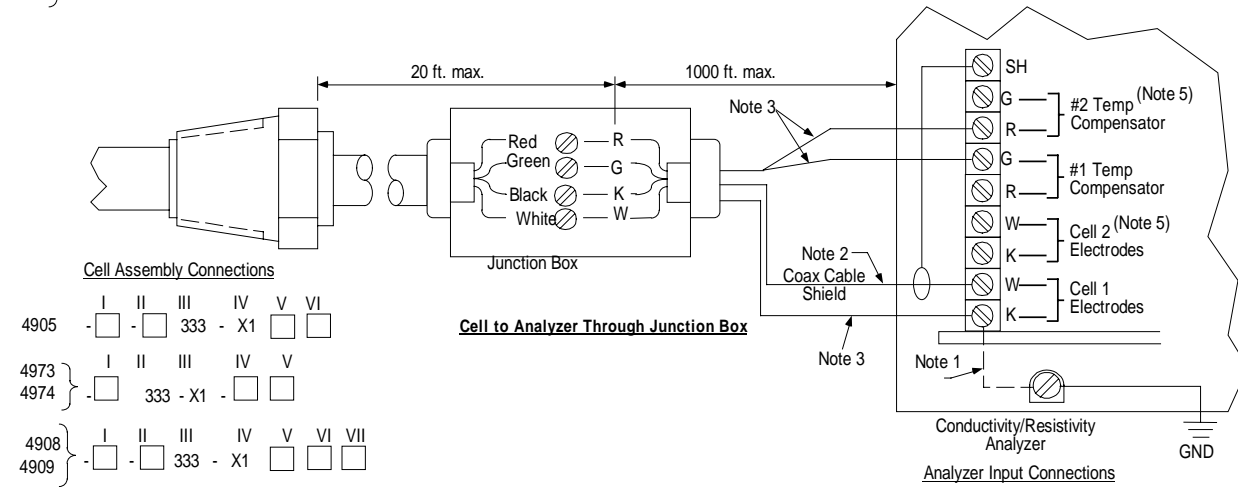 20 ft. max.
1000 ft. max.
Note 3
Red
R
Green
G
Black
K
White
W
Junction Box
SH
G
R
#2 Temp (Note 5)
Compensator
G
R
#1 Temp
Compensator
W
K
Cell 2 (Note 5)
Electrodes
W
K
Cell 1
Electrodes
Note 2
Coax Cable
Shield
Note 3
Note 1
Cell to Analyzer Through Junction Box
Conductivity/Resistivity
Analyzer
GND
Analyzer Input Connections
Cell Assembly Connections
I II III IV V VI
4905 - - 333 - X1
I II III IV V
4973
4974
- 333 - X1 -
I II III IV V VI VII
4908
4909
- - 333 - X1